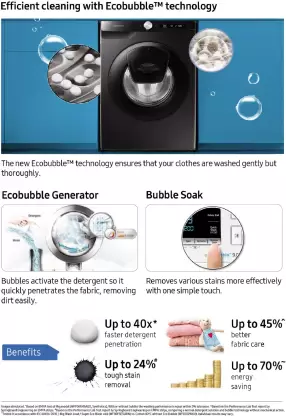 Efficient cleaning with Ecobubble™ technology
The new Ecobubble™ technology ensures that your clothes are washed gently but
thoroughly.
Ecobubble Generator
Bubble Soak
Detergent
Bubbles activate the detergent so it
quickly penetrates the fabric, removing
dirt easily.
Removes various stains more effectively
with one simple touch.
Benefits
Up to 40x*
faster detergent
penetration
Up to 45%^
better
fabric care
Up to 24%#
tough stain
removal
Up to 70%~
energy
saving